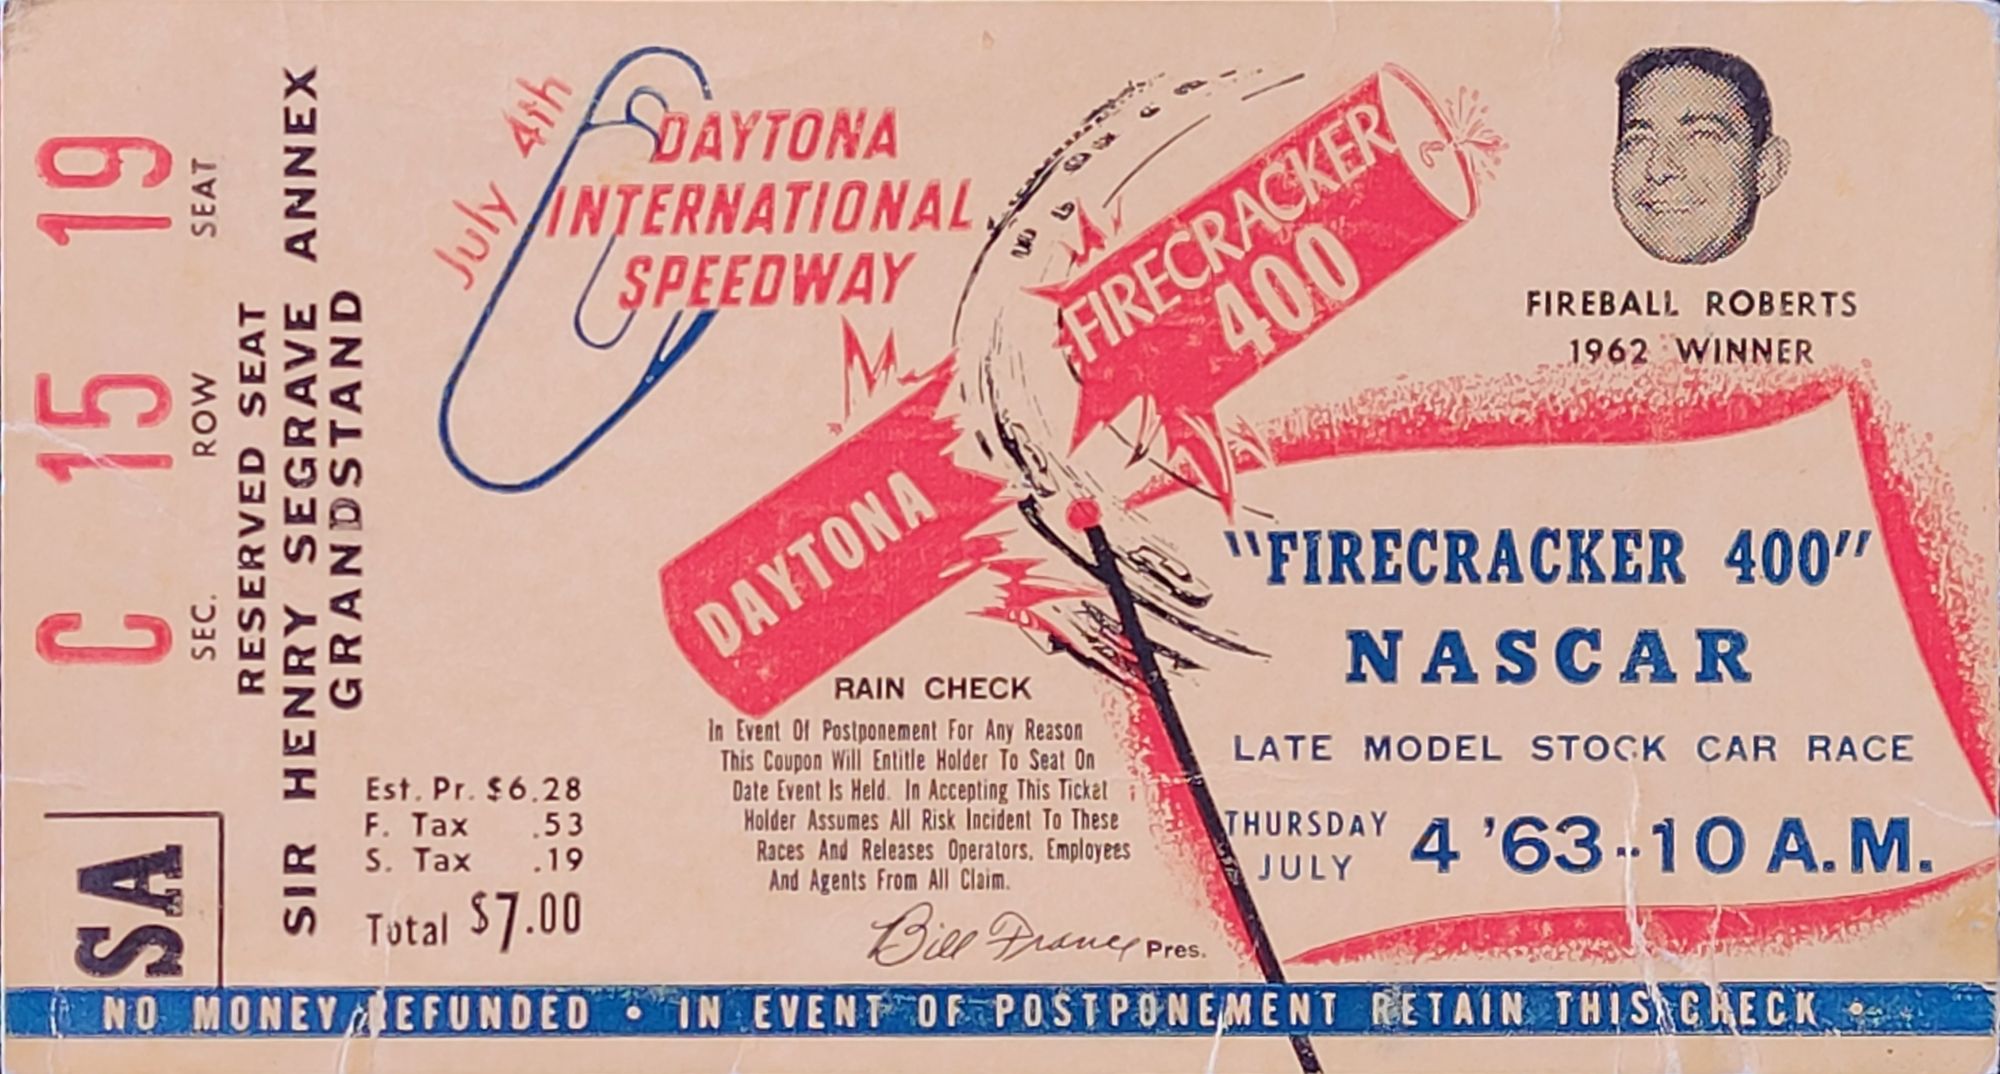 C 15 19
SEC. ROW SEAT
RESERVED SEAT
SIR HENRY SEGRAVE ANNEX
GRANDSTAND
SA
July 4th
DAYTONA
INTERNATIONAL
SPEEDWAY
DAYTONA
FIRECRACKER
400
FIREBALL ROBERTS
1962 WINNER
"FIRECRACKER 400"
NASCAR
LATE MODEL STOCK CAR RACE
THURSDAY
JULY 4 '63--10 A.M.
Est. Pr. $6.28
F. Tax .53
S. Tax .19
Total $7.00
RAIN CHECK
In Event Of Postponement For Any Reason
This Coupon Will Entitle Holder To Seat On
Date Event Is Held. In Accepting This Ticket
Holder Assumes All Risk Incident To These
Races And Releases Operators, Employees
And Agents From All Claim.
Bill France Pres.
NO MONEY REFUNDED • IN EVENT OF POSTPONEMENT RETAIN THIS CHECK •